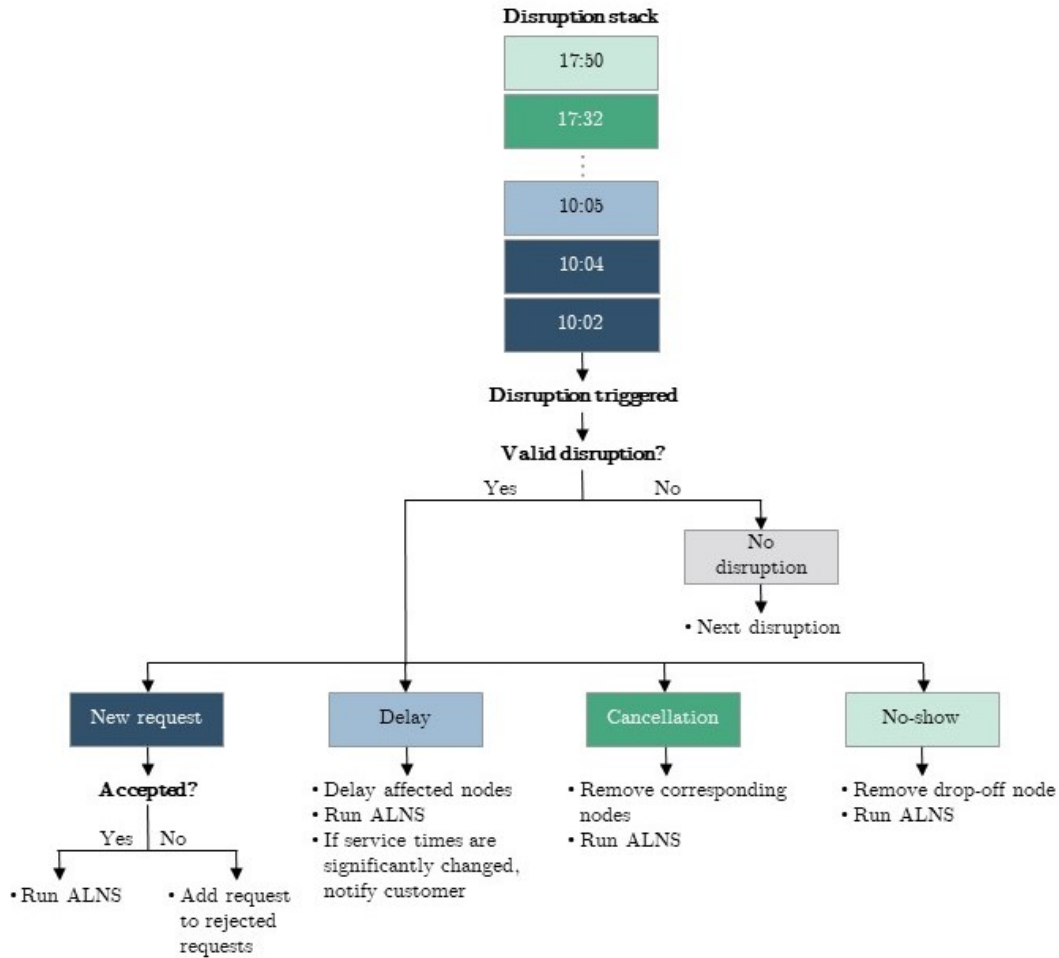 Disruption stack
17:50
17:32
10:05
10:04
10:02
Disruption triggered
Valid disruption?
Yes
No
No
disruption
• Next disruption
New request
Delay
Cancellation
No-show
Accepted?
Yes
No
• Run ALNS
• Add request
to rejected
requests
• Delay affected nodes
• Run ALNS
• If service times are
significantly changed,
notify customer
• Remove corresponding
nodes
• Run ALNS
• Remove drop-off node
• Run ALNS